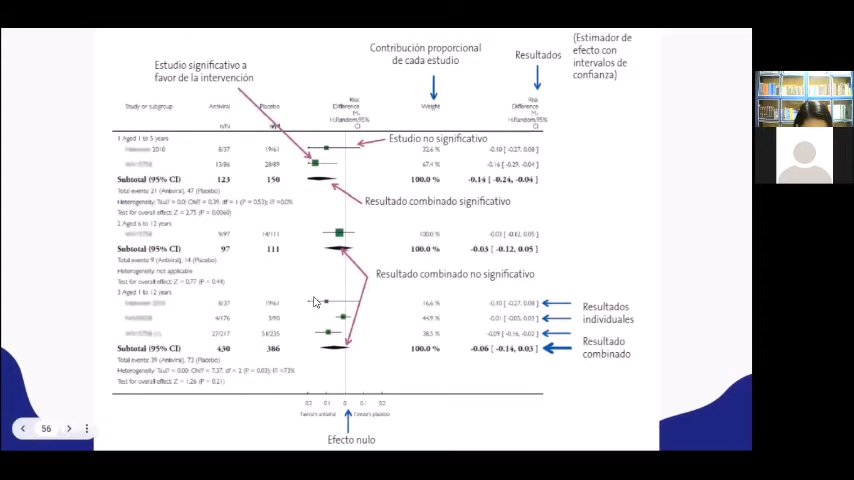 (Estimador de
efecto con
intervalos de
confianza)
Contribución proporcional
de cada estudio
Resultados
Estudio significativo a
favor de la intervención
Study or subgroup Antiviral Placebo Risk Difference M-H,Random,95% CI Weight Risk Difference M-H,Random,95% CI
n/N n/N
1 Aged 1 to 5 years
Estudio no significativo
2010 8/37 19/61 32.6 % -0.10 [ -0.27, 0.08 ]
13/86 28/89 67.4 % -0.16 [ -0.29, -0.04 ]
Subtotal (95% CI) 123 150 100.0 % -0.14 [ -0.24, -0.04 ]
Total events: 21 (Antiviral), 47 (Placebo)
Heterogeneity: Tau² = 0.0; Chi² = 0.39, df = 1 (P = 0.53); I² =0.0%
Resultado combinado significativo
Test for overall effect: Z = 2.75 (P = 0.0060)
2 Aged 6 to 12 years
9/97 14/111 100.0 % -0.03 [ -0.12, 0.05 ]
Subtotal (95% CI) 97 111 100.0 % -0.03 [ -0.12, 0.05 ]
Total events: 9 (Antiviral), 14 (Placebo)
Heterogeneity: not applicable
Resultado combinado no significativo
Test for overall effect: Z = 0.77 (P = 0.44)
3 Aged 1 to 12 years
8/37 19/61 16.6 % -0.10 [ -0.27, 0.08 ]
4/176 3/90 44.9 % -0.01 [ -0.05, 0.03 ]
27/217 51/235 38.5 % -0.09 [ -0.16, -0.02 ]
Resultados
individuales
Subtotal (95% CI) 430 386 100.0 % -0.06 [ -0.14, 0.03 ]
Resultado
combinado
Total events: 39 (Antiviral), 73 (Placebo)
Heterogeneity: Tau² = 0.00; Chi² = 7.37, df = 2 (P = 0.03); I² =73%
Test for overall effect: Z = 1.26 (P = 0.21)
-0.2 -0.1 0 0.1 0.2
Favours antiviral Favours placebo
Efecto nulo
56